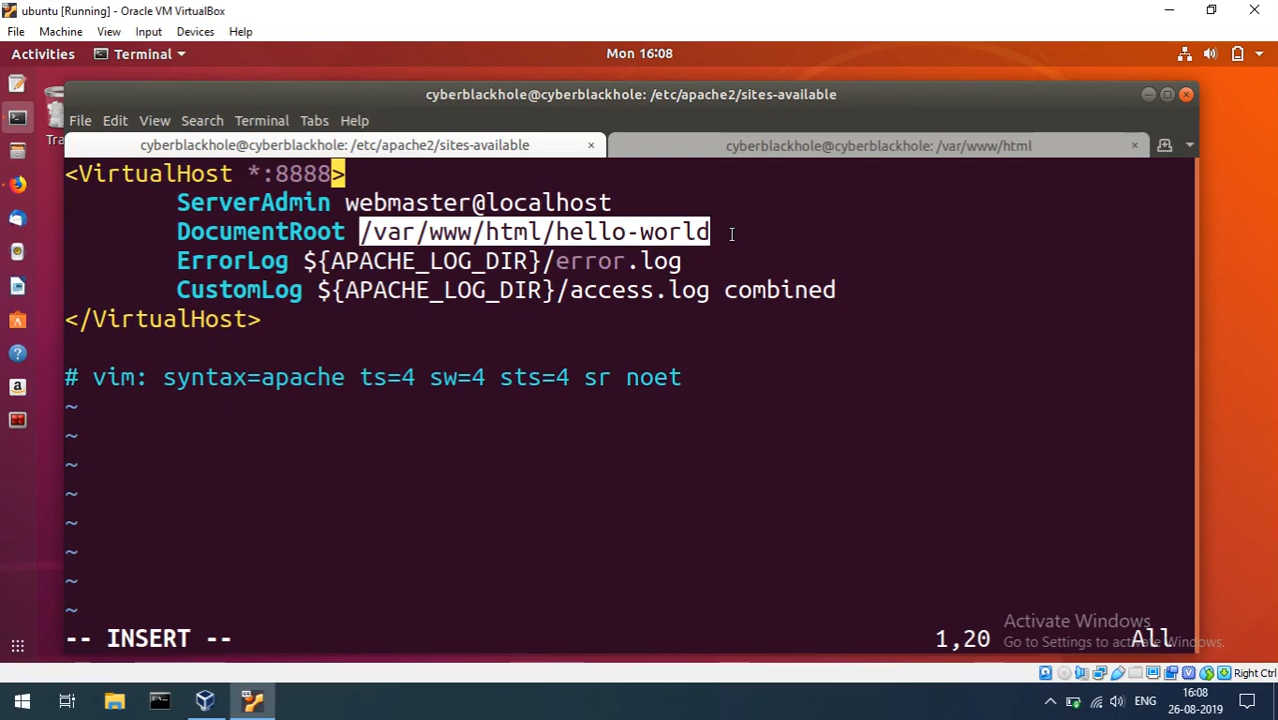 ubuntu [Running] - Oracle VM VirtualBox
File Machine View Input Devices Help
Activities Terminal Mon 16:08
Tra
cyberblackhole@cyberblackhole: /etc/apache2/sites-available
File Edit View Search Terminal Tabs Help
cyberblackhole@cyberblackhole: /etc/apache2/sites-available × cyberblackhole@cyberblackhole: /var/www/html ×
<VirtualHost *:8888>
ServerAdmin webmaster@localhost
DocumentRoot /var/www/html/hello-world
ErrorLog ${APACHE_LOG_DIR}/error.log
CustomLog ${APACHE_LOG_DIR}/access.log combined
</VirtualHost>
# vim: syntax=apache ts=4 sw=4 sts=4 sr noet
~
~
~
~
~
~
~
~
Activate Windows
-- INSERT -- 1,20 All
Go to Settings to activate Windows.
Right Ctrl
ENG 16:08
26-08-2019